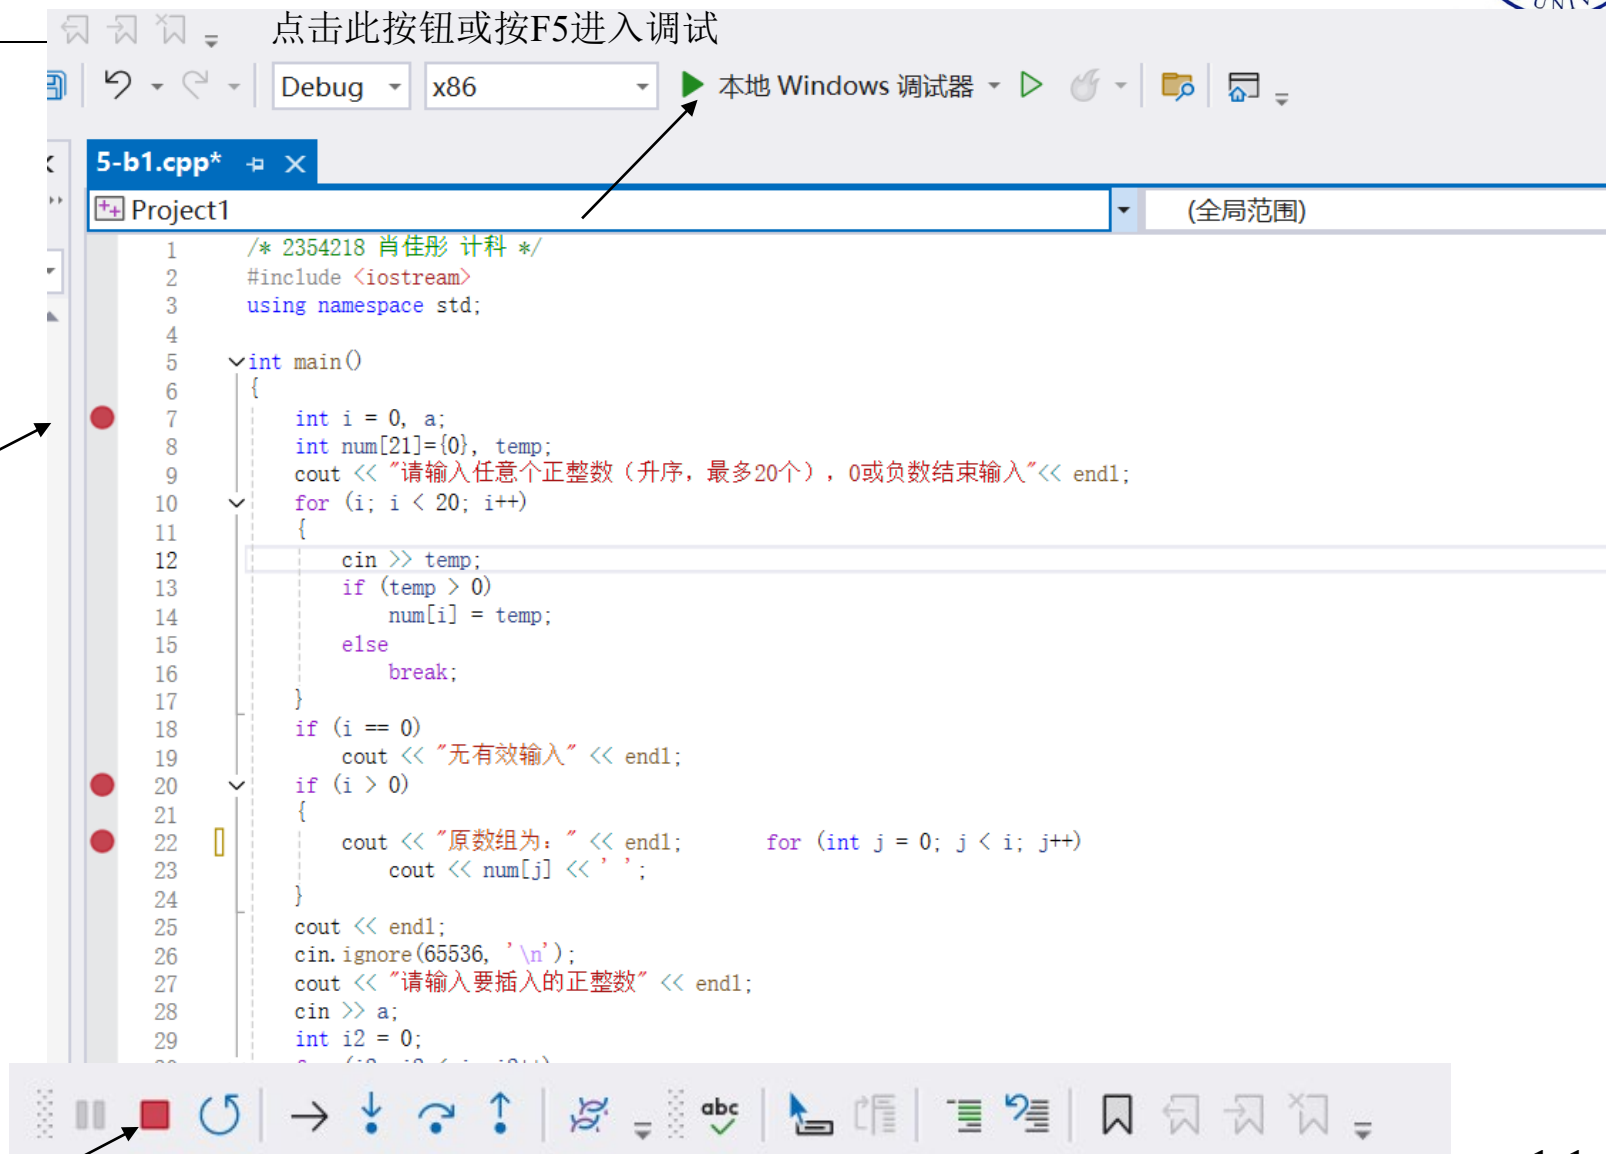 UNIV
点击此按钮或按F5进入调试
Debug x86 本地 Windows 调试器
5-b1.cpp*
Project1 (全局范围)
1 /* 2354218 肖佳彤 计科 */
2 #include <iostream>
3 using namespace std;
4
5 int main()
6 {
7 int i = 0, a;
8 int num[21]={0}, temp;
9 cout << "请输入任意个正整数（升序，最多20个），0或负数结束输入"<< endl;
10 for (i; i < 20; i++)
11 {
12 cin >> temp;
13 if (temp > 0)
14 num[i] = temp;
15 else
16 break;
17 }
18 if (i == 0)
19 cout << "无有效输入" << endl;
20 if (i > 0)
21 {
22 cout << "原数组为：" << endl; for (int j = 0; j < i; j++)
23 cout << num[j] <<' ';
24 }
25 cout << endl;
26 cin.ignore(65536, '\n');
27 cout << "请输入要插入的正整数" << endl;
28 cin >> a;
29 int i2 = 0;
abc